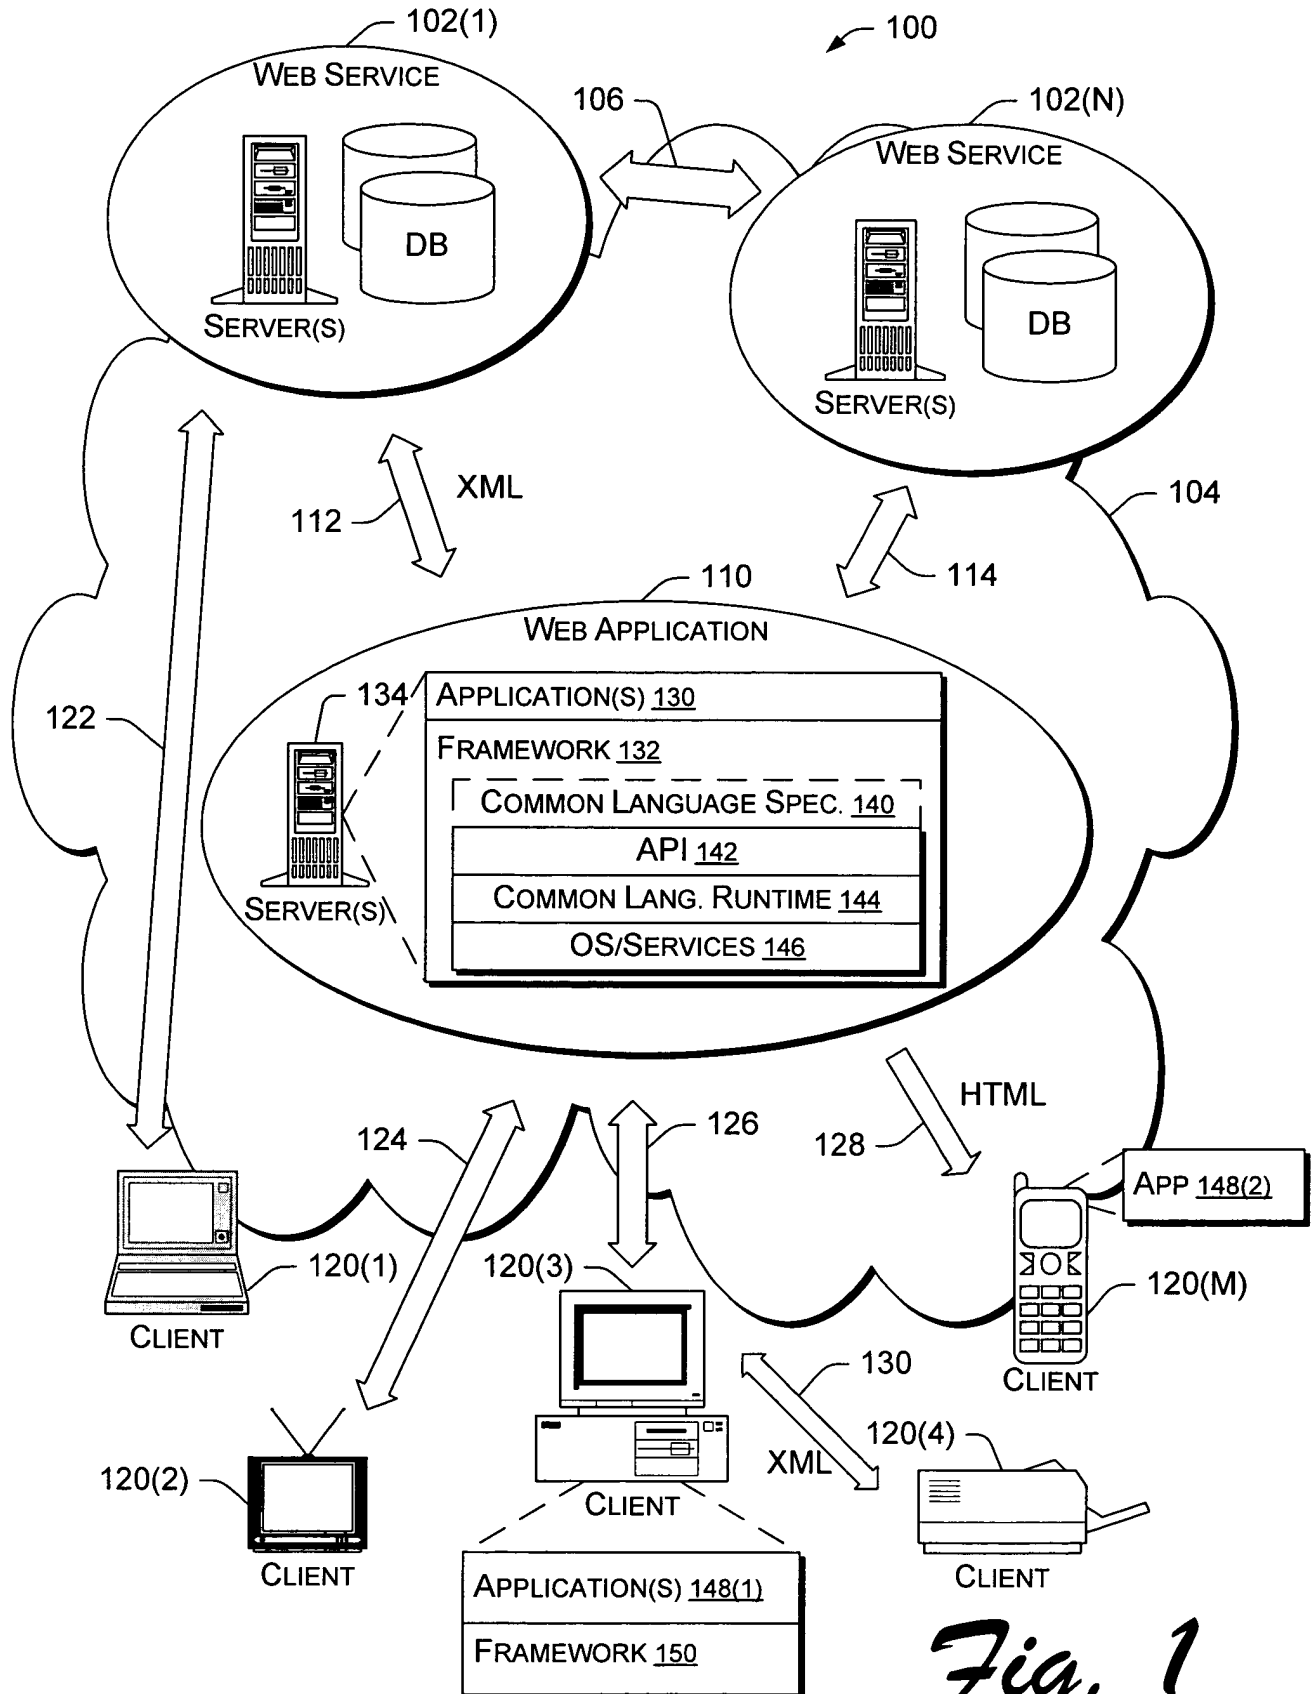 102(1)
100
WEB SERVICE
106
102(N)
WEB SERVICE
DB
SERVER(S)
DB
SERVER(S)
XML
112
104
114
110
WEB APPLICATION
134
APPLICATION(S) 130
122
FRAMEWORK 132
COMMON LANGUAGE SPEC. 140
API 142
COMMON LANG. RUNTIME 144
SERVER(S)
OS/SERVICES 146
HTML
124
126
128
APP 148(2)
120(1)
120(3)
120(M)
CLIENT
130
CLIENT
120(4)
XML
120(2)
CLIENT
CLIENT
CLIENT
APPLICATION(S) 148(1)
FRAMEWORK 150
Fig. 1